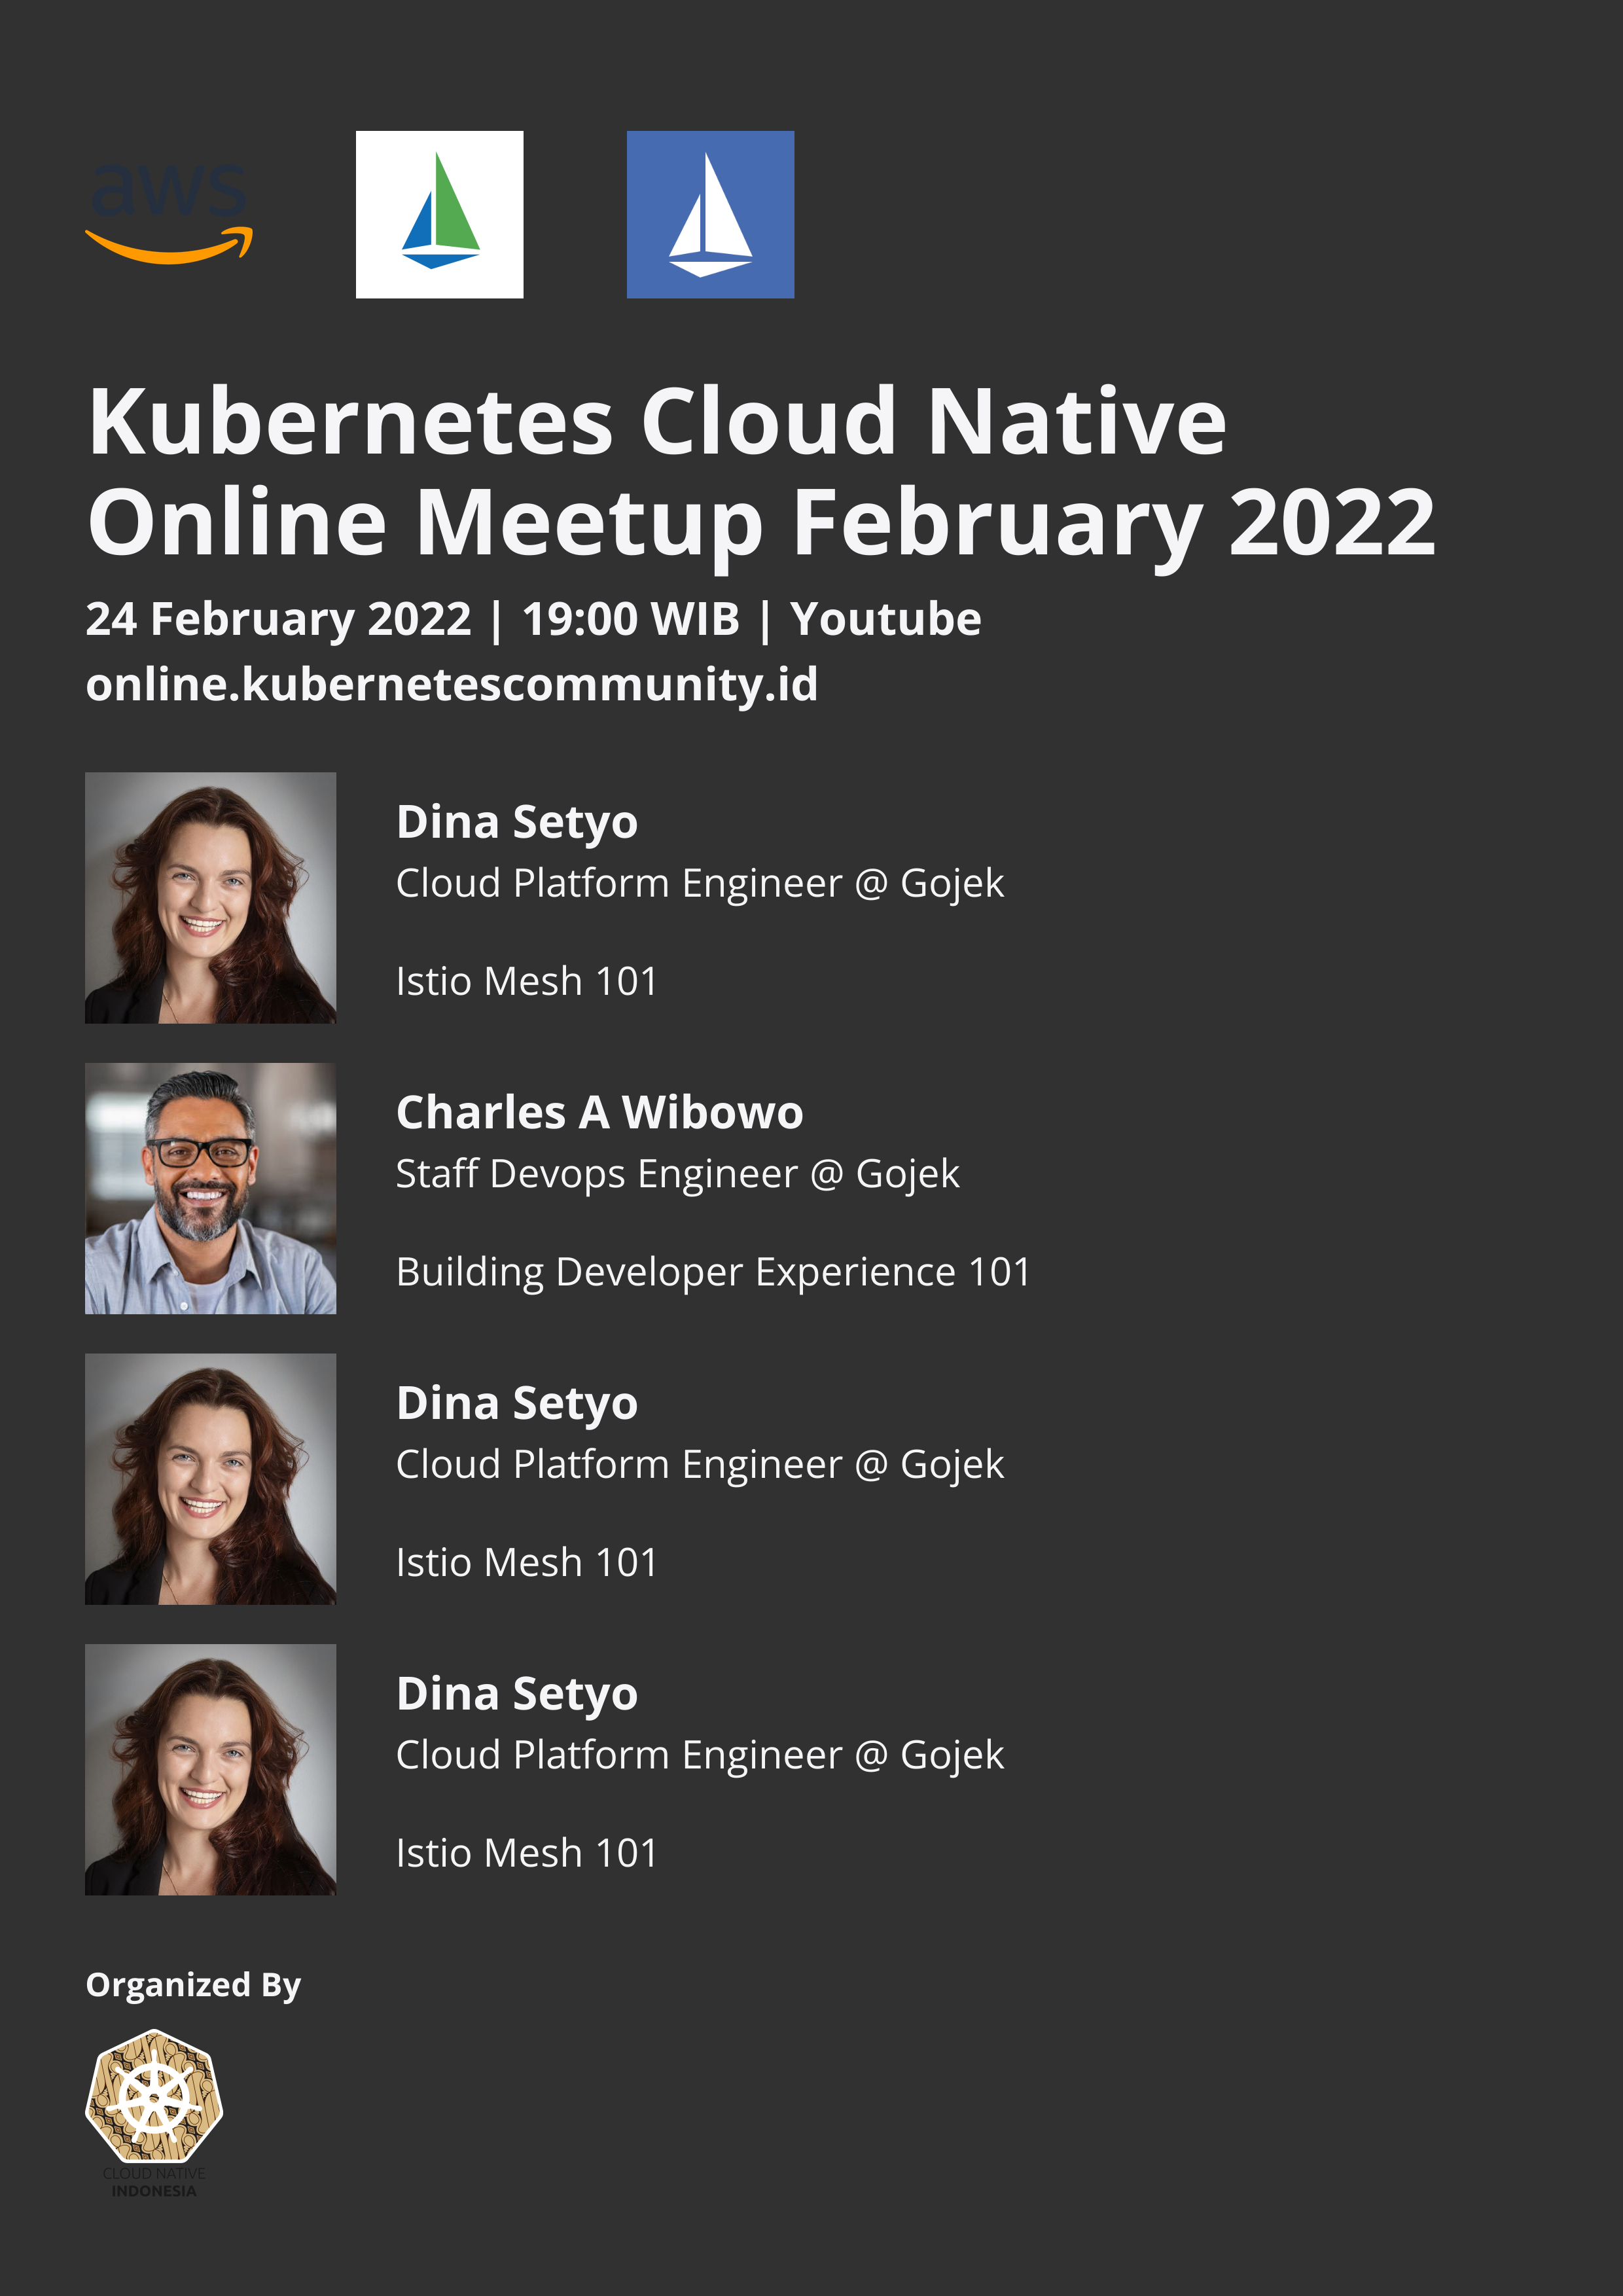 aws
Kubernetes Cloud Native
Online Meetup February 2022
24 February 2022 | 19:00 WIB | Youtube
online.kubernetescommunity.id
Dina Setyo
Cloud Platform Engineer @ Gojek
Istio Mesh 101
Charles A Wibowo
Staff Devops Engineer @ Gojek
Building Developer Experience 101
Dina Setyo
Cloud Platform Engineer @ Gojek
Istio Mesh 101
Dina Setyo
Cloud Platform Engineer @ Gojek
Istio Mesh 101
Organized By
CLOUD NATIVE
INDONESIA